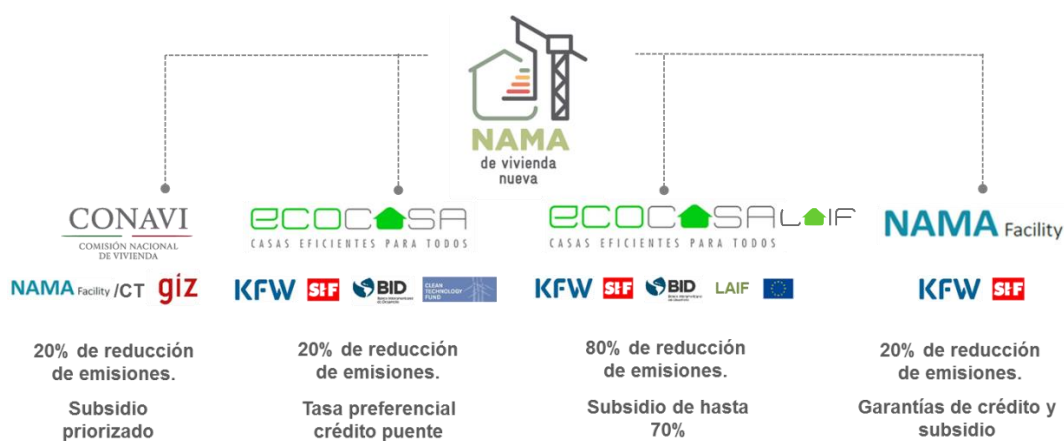 NAMA
de vivienda
nueva
CONAVI
COMISIÓN NACIONAL
DE VIVIENDA
NAMA Facility /CT giz
20% de reducción
de emisiones.
Subsidio
priorizado
ecocasa
CASAS EFICIENTES PARA TODOS
KFW SHF BID CLEAN TECHNOLOGY FUND
20% de reducción
de emisiones.
Tasa preferencial
crédito puente
ecocasa LAIF
CASAS EFICIENTES PARA TODOS
KFW SHF BID LAIF
80% de reducción
de emisiones.
Subsidio de hasta
70%
NAMA Facility
KFW SHF
20% de reducción
de emisiones.
Garantías de crédito y
subsidio